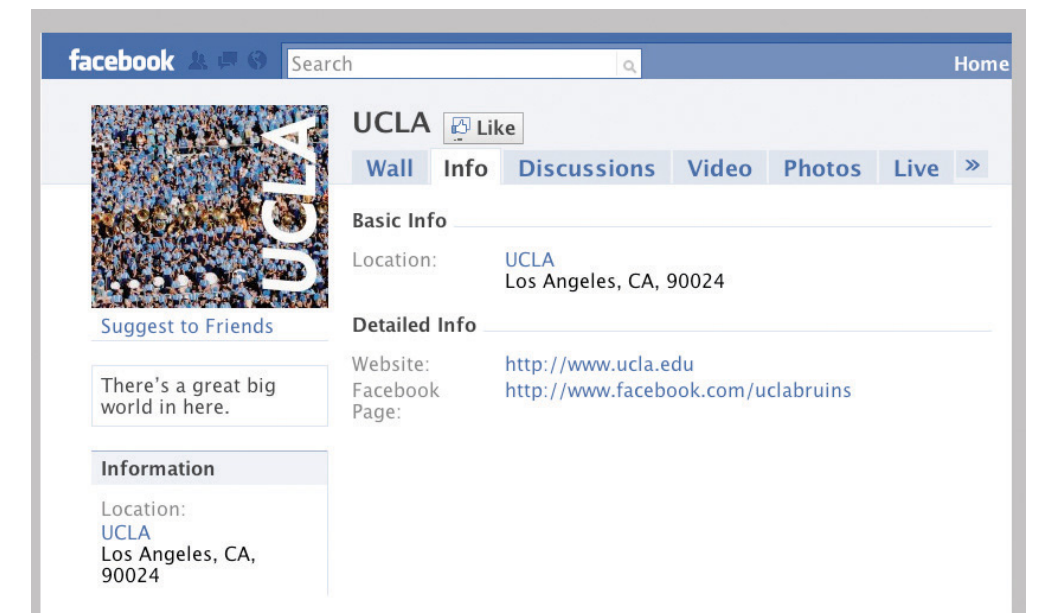 facebook
Search
Home
UCLA
UCLA
Like
Wall Info Discussions Video Photos Live »
Basic Info
Location: UCLA
Los Angeles, CA, 90024
Suggest to Friends
Detailed Info
Website: http://www.ucla.edu
Facebook http://www.facebook.com/uclabruins
Page:
There's a great big
world in here.
Information
Location:
UCLA
Los Angeles, CA,
90024